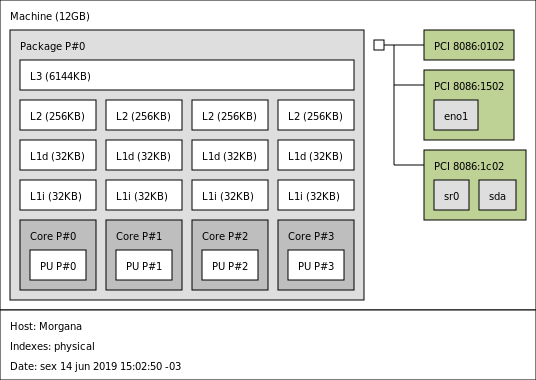 Machine (12GB)
Package P#0
L3 (6144KB)
L2 (256KB) L2 (256KB) L2 (256KB) L2 (256KB)
L1d (32KB) L1d (32KB) L1d (32KB) L1d (32KB)
L1i (32KB) L1i (32KB) L1i (32KB) L1i (32KB)
Core P#0 Core P#1 Core P#2 Core P#3
PU P#0 PU P#1 PU P#2 PU P#3
PCI 8086:0102
PCI 8086:1502
eno1
PCI 8086:1c02
sr0 sda
Host: Morgana
Indexes: physical
Date: sex 14 jun 2019 15:02:50 -03